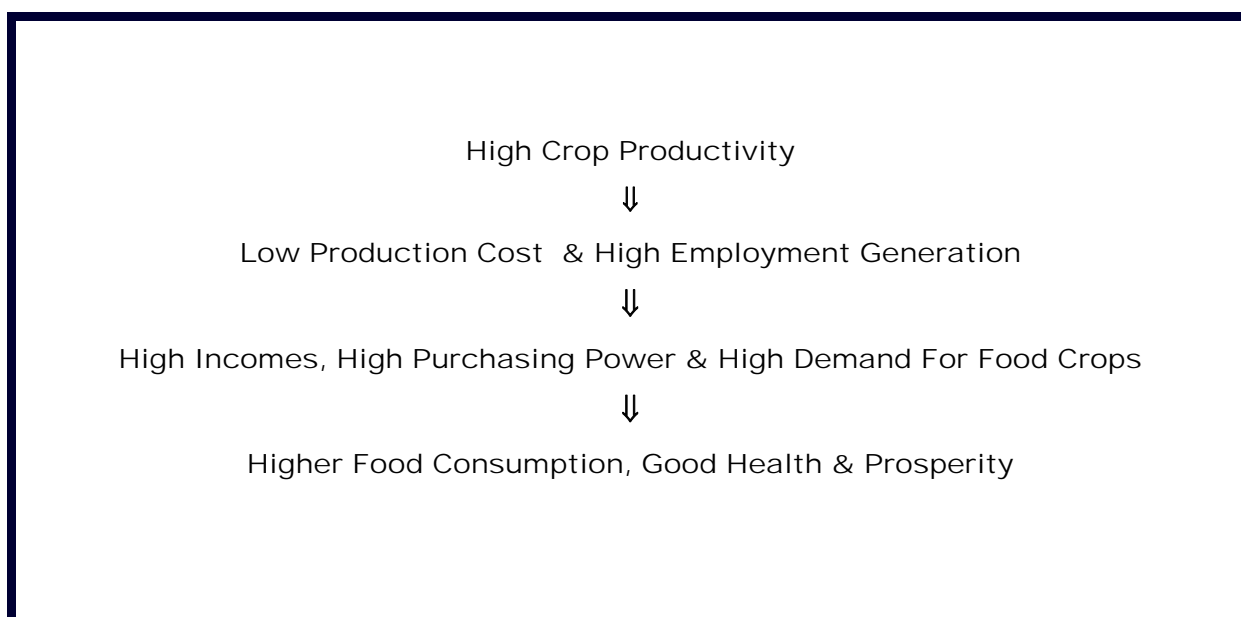 High Crop Productivity
⇓
Low Production Cost & High Employment Generation
⇓
High Incomes, High Purchasing Power & High Demand For Food Crops
⇓
Higher Food Consumption, Good Health & Prosperity